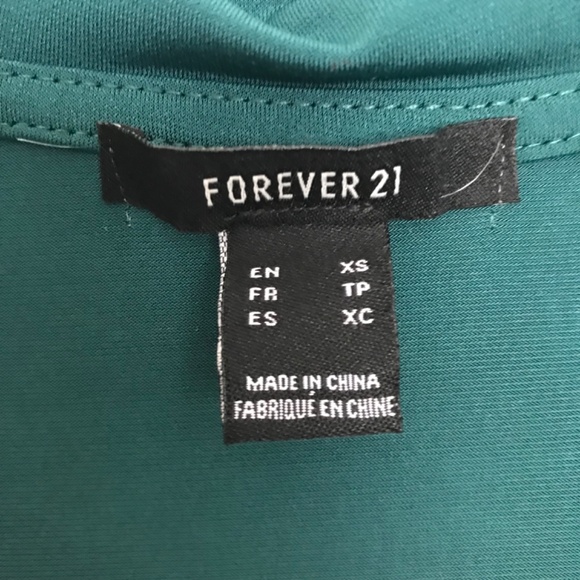 FOREVER 21
EN XS
FR TP
ES XC
MADE IN CHINA
FABRIQUÉ EN CHINE